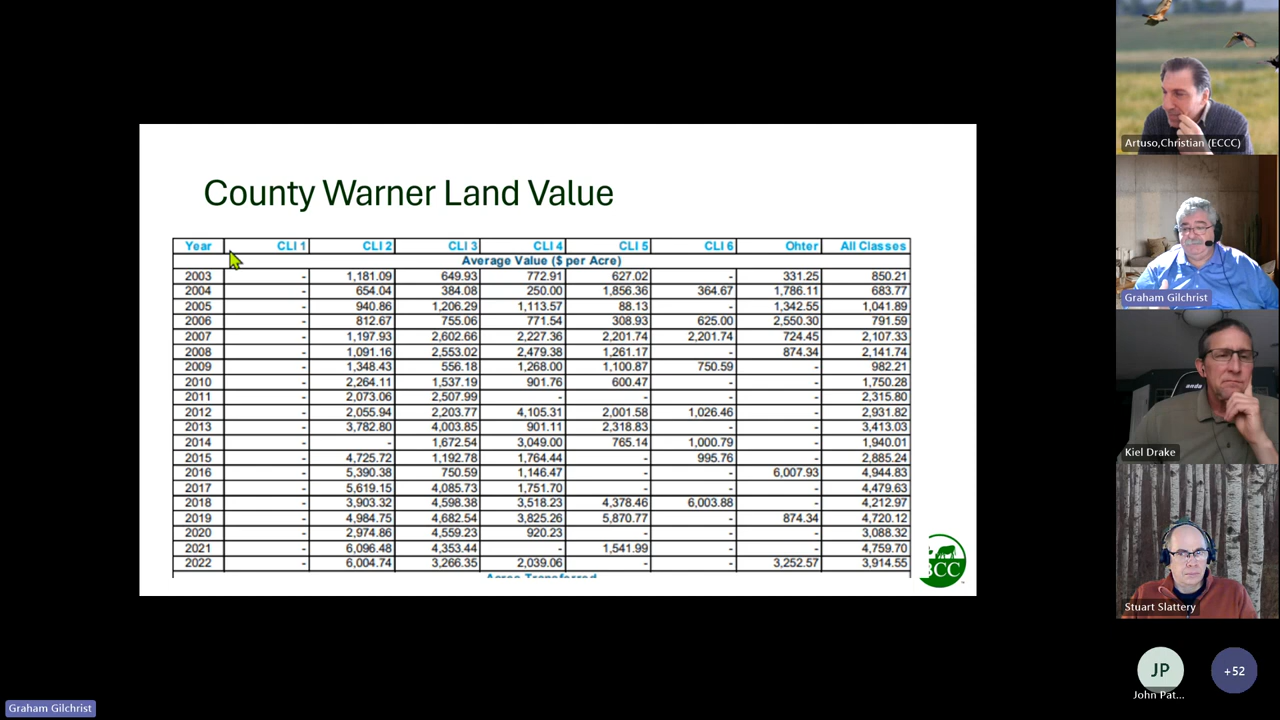 County Warner Land Value
Year CLI 1 CLI 2 CLI 3 CLI 4 CLI 5 CLI 6 Ohter All Classes
Average Value ($ per Acre)
2003 - 1,181.09 649.93 772.91 627.02 - 331.25 850.21
2004 - 654.04 384.08 250.00 1,856.36 364.67 1,786.11 683.77
2005 - 940.86 1,206.29 1,113.57 88.13 - 1,342.55 1,041.89
2006 - 812.67 755.06 771.54 308.93 625.00 2,550.30 791.59
2007 - 1,197.93 2,602.66 2,227.36 2,201.74 2,201.74 724.45 2,107.33
2008 - 1,091.16 2,553.02 2,479.38 1,261.17 - 874.34 2,141.74
2009 - 1,348.43 556.18 1,268.00 1,100.87 750.59 - 982.21
2010 - 2,264.11 1,537.19 901.76 600.47 - - 1,750.28
2011 - 2,073.06 2,507.99 - - - - 2,315.80
2012 - 2,055.94 2,203.77 4,105.31 2,001.58 1,026.46 - 2,931.82
2013 - 3,782.80 4,003.85 901.11 2,318.83 - - 3,413.03
2014 - - 1,672.54 3,049.00 765.14 1,000.79 - 1,940.01
2015 - 4,725.72 1,192.78 1,764.44 - 995.76 - 2,885.24
2016 - 5,390.38 750.59 1,146.47 - - 6,007.93 4,944.83
2017 - 5,619.15 4,085.73 1,751.70 - - - 4,479.63
2018 - 3,903.32 4,598.38 3,518.23 4,378.46 6,003.88 - 4,212.97
2019 - 4,984.75 4,682.54 3,825.26 5,870.77 - 874.34 4,720.12
2020 - 2,974.86 4,559.23 920.23 - - - 3,088.32
2021 - 6,096.48 4,353.44 - 1,541.99 - - 4,759.70
2022 - 6,004.74 3,266.35 2,039.06 - - 3,252.57 3,914.55
Acres Transferred
BCC
Artuso,Christian (ECCC)
Graham Gilchrist
Kiel Drake
Stuart Slattery
JP
John Pat...
+52
Graham Gilchrist